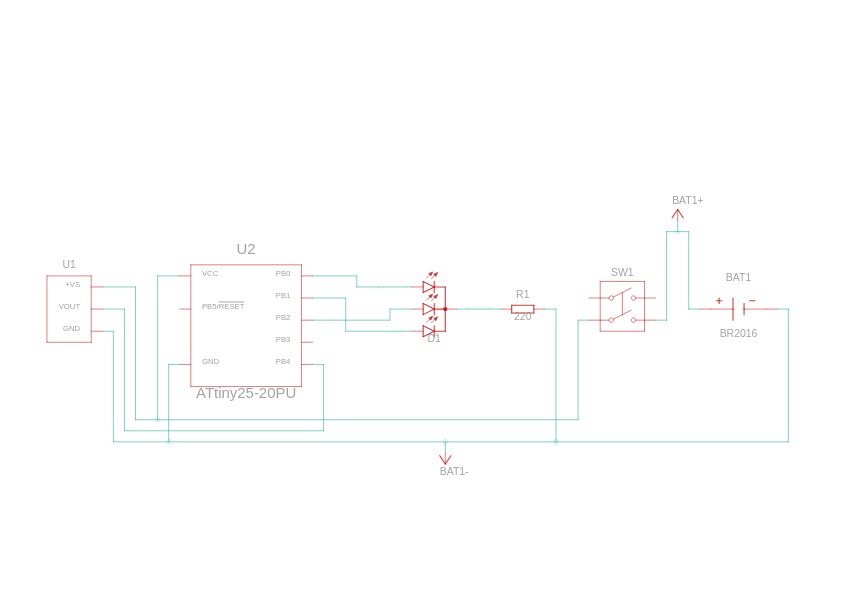 BAT1+
U1
+VS
VOUT
GND
U2
VCC
PB5/RESET
GND
PB0
PB1
PB2
PB3
PB4
ATtiny25-20PU
D1
R1
220
SW1
BAT1
+ −
BR2016
BAT1-